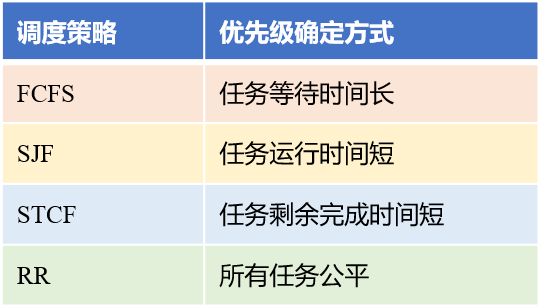 调度策略 优先级确定方式
FCFS 任务等待时间长
SJF 任务运行时间短
STCF 任务剩余完成时间短
RR 所有任务公平